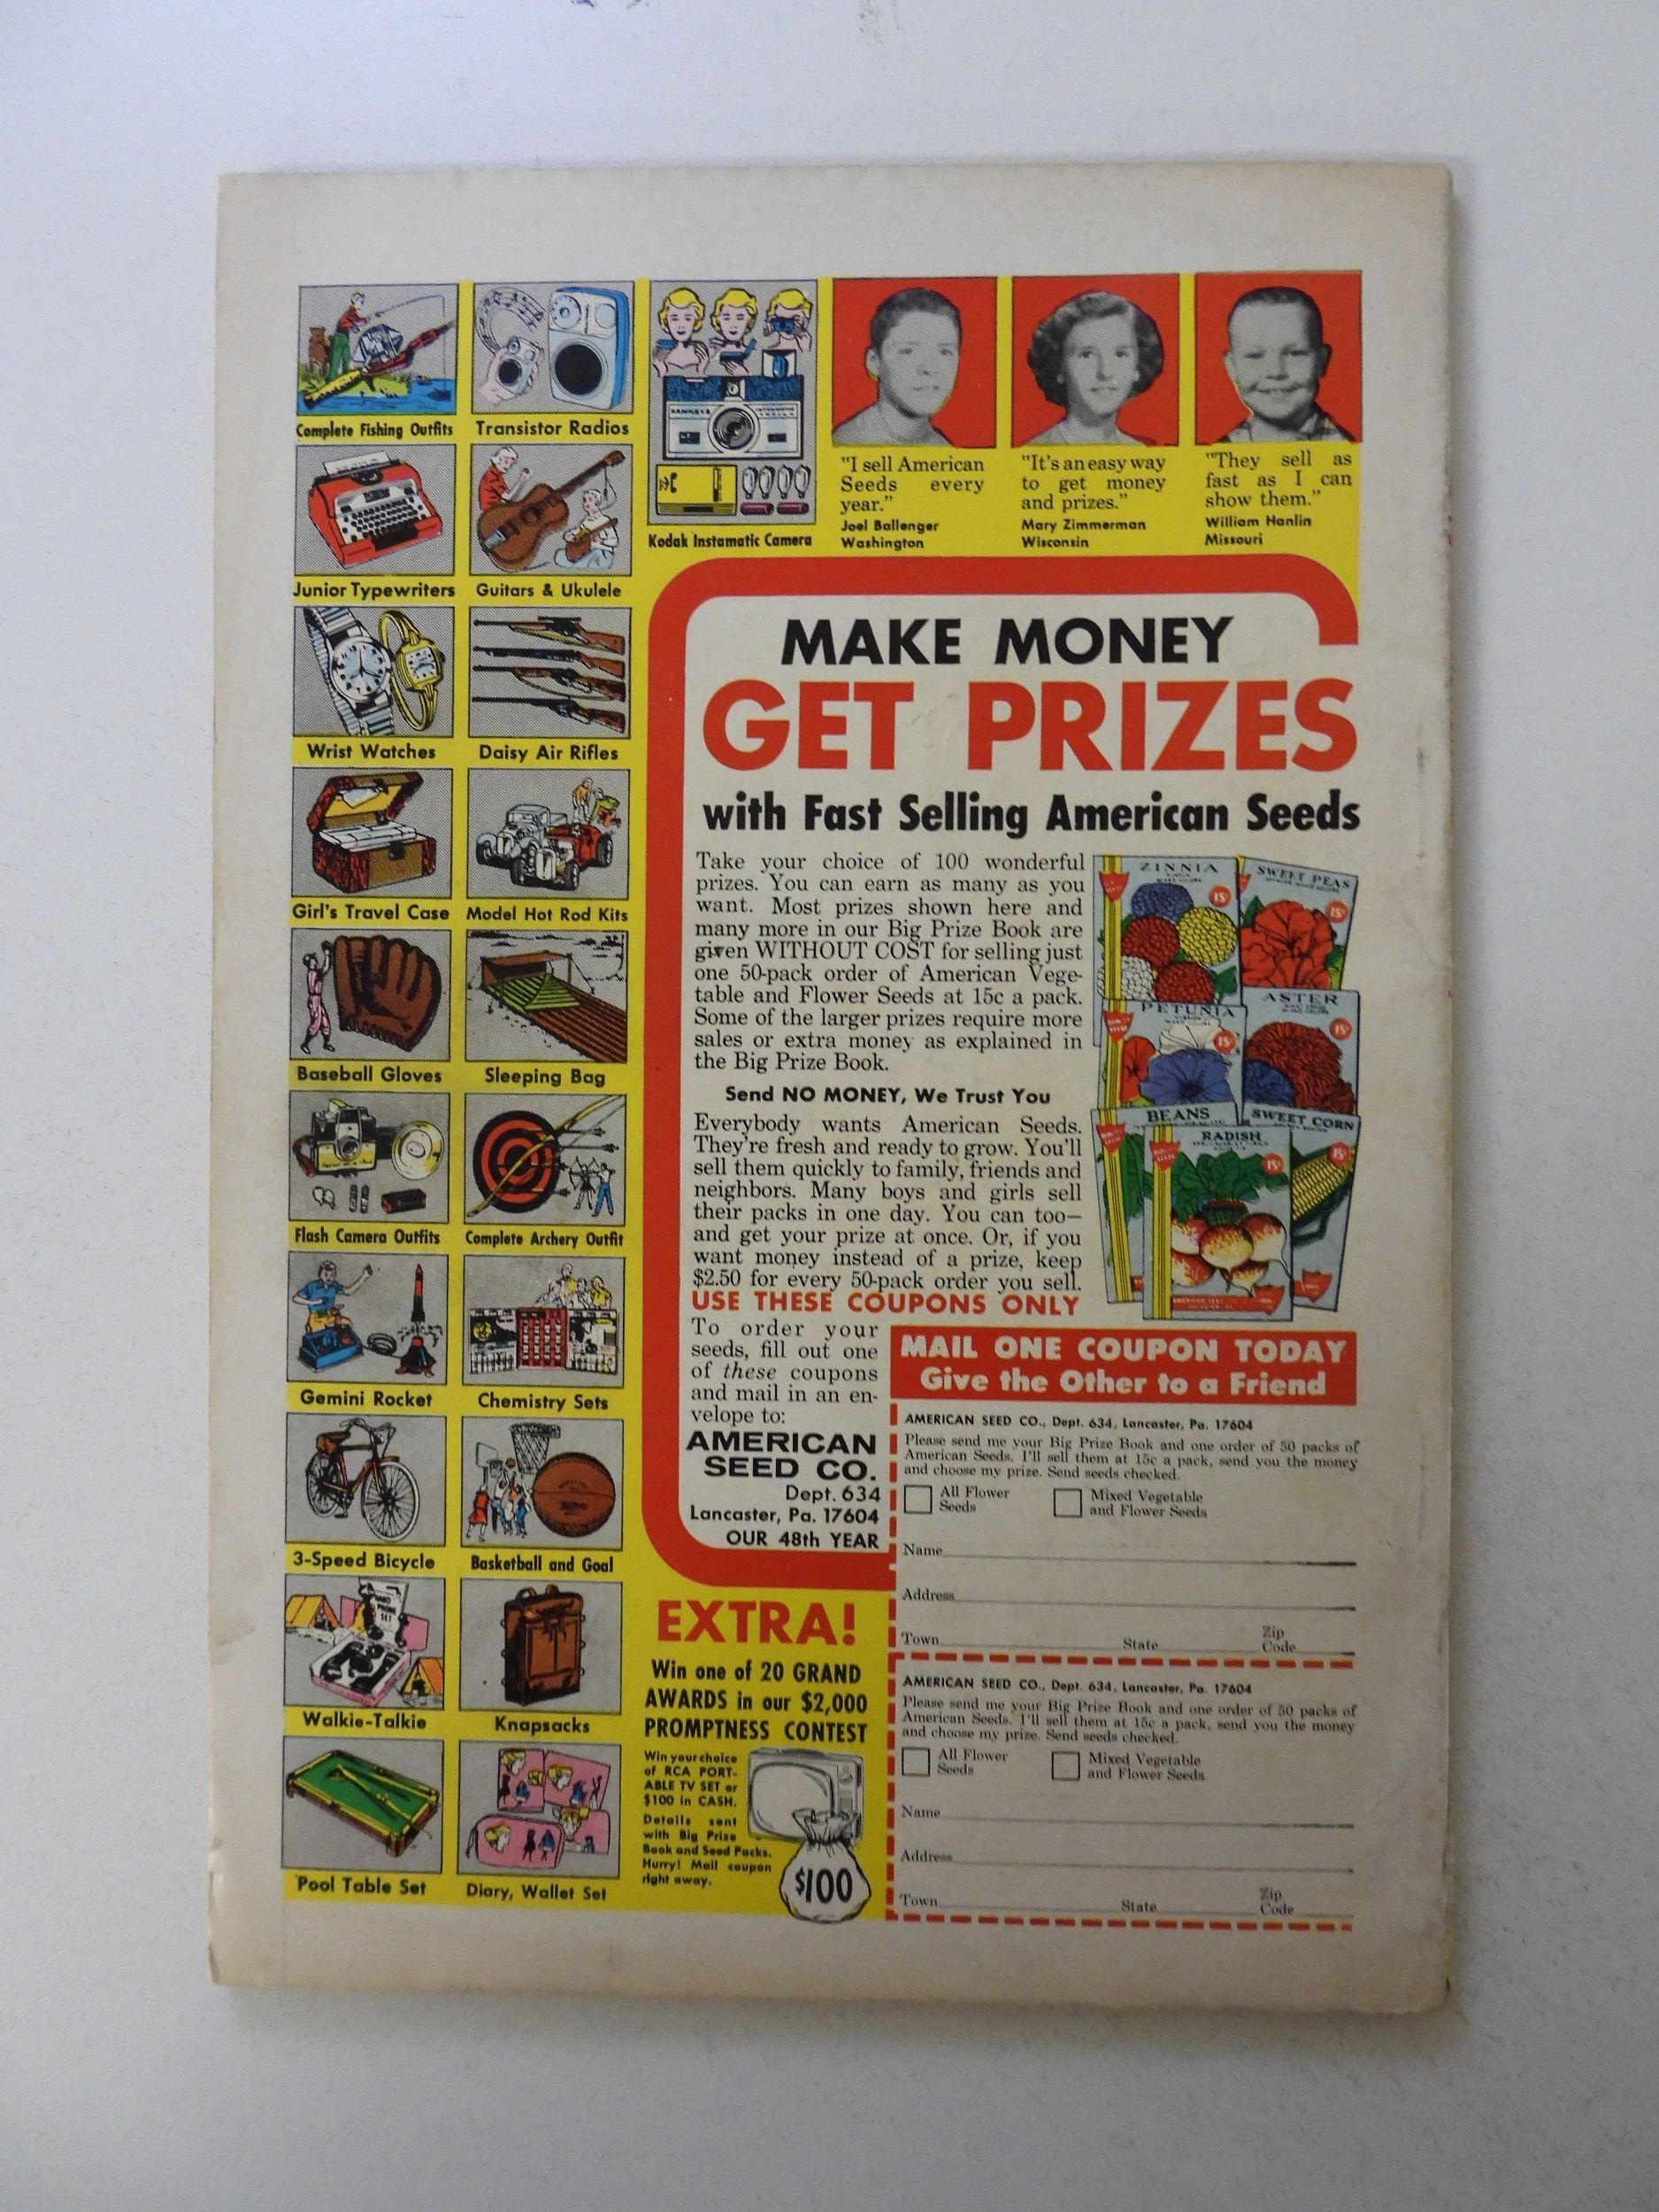 Complete Fishing Outfits
Transistor Radios
Junior Typewriters
Guitars & Ukulele
Wrist Watches
Daisy Air Rifles
Girl's Travel Case
Model Hot Rod Kits
Baseball Gloves
Sleeping Bag
Flash Camera Outfits
Complete Archery Outfit
Gemini Rocket
Chemistry Sets
3-Speed Bicycle
Basketball and Goal
Walkie-Talkie
Knapsacks
Pool Table Set
Diary, Wallet Set
Kodak Instamatic Camera
"I sell American
Seeds every
year."
Joel Ballenger
Washington
"It's an easy way
to get money
and prizes."
Mary Zimmerman
Wisconsin
"They sell as
fast as I can
show them."
William Hanlin
Missouri
MAKE MONEY
GET PRIZES
with Fast Selling American Seeds
Take your choice of 100 wonderful
prizes. You can earn as many as you
want. Most prizes shown here and
many more in our Big Prize Book are
given WITHOUT COST for selling just
one 50-pack order of American Vege-
table and Flower Seeds at 15c a pack.
Some of the larger prizes require more
sales or extra money as explained in
the Big Prize Book.
Send NO MONEY, We Trust You
Everybody wants American Seeds.
They're fresh and ready to grow. You'll
sell them quickly to family, friends and
neighbors. Many boys and girls sell
their packs in one day. You can too—
and get your prize at once. Or, if you
want money instead of a prize, keep
$2.50 for every 50-pack order you sell.
USE THESE COUPONS ONLY
ZINNIA
15¢
SWEET PEAS
15¢
PETUNIA
15¢
ASTER
15¢
BEANS
SWEET CORN
15¢
RADISH
15¢
To order your
seeds, fill out one
of these coupons
and mail in an en-
velope to:
AMERICAN
SEED CO.
Dept. 634
Lancaster, Pa. 17604
OUR 48th YEAR
MAIL ONE COUPON TODAY
Give the Other to a Friend
AMERICAN SEED CO., Dept. 634, Lancaster, Pa. 17604
Please send me your Big Prize Book and one order of 50 packs of
American Seeds. I'll sell them at 15c a pack, send you the money
and choose my prize. Send seeds checked.
All Flower
Seeds
Mixed Vegetable
and Flower Seeds
Name
Address
Town State Zip
Code
AMERICAN SEED CO., Dept. 634, Lancaster, Pa. 17604
Please send me your Big Prize Book and one order of 50 packs of
American Seeds. I'll sell them at 15c a pack, send you the money
and choose my prize. Send seeds checked.
All Flower
Seeds
Mixed Vegetable
and Flower Seeds
Name
Address
Town State Zip
Code
EXTRA!
Win one of 20 GRAND
AWARDS in our $2,000
PROMPTNESS CONTEST
Win your choice
of RCA PORT-
ABLE TV SET or
$100 in CASH.
Details sent
with Big Prize
Book and Seed Packs.
Hurry! Mail coupon
right away.
$100